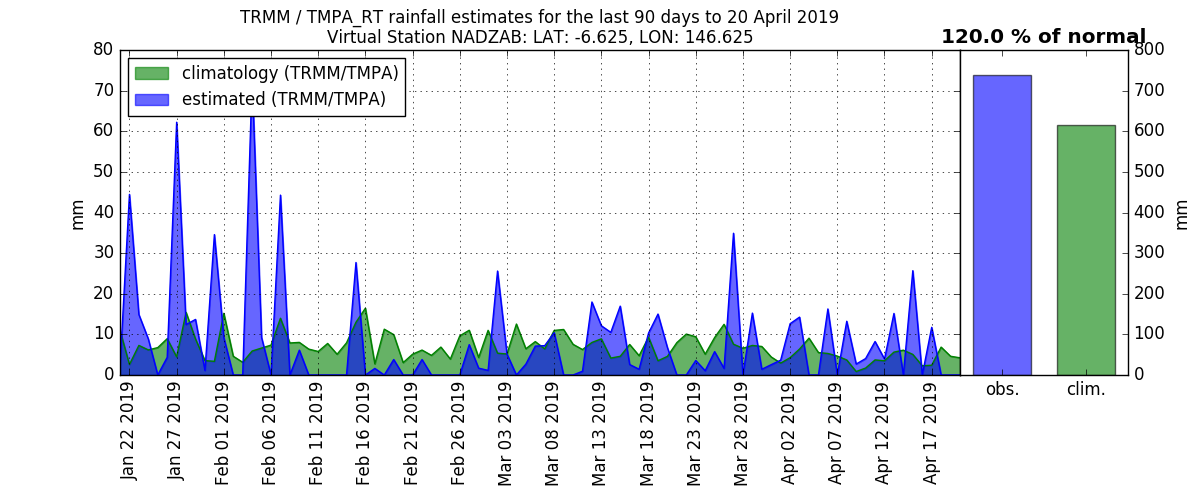 TRMM / TMPA_RT rainfall estimates for the last 90 days to 20 April 2019
Virtual Station NADZAB: LAT: -6.625, LON: 146.625
120.0 % of normal
climatology (TRMM/TMPA)
estimated (TRMM/TMPA)
80
70
60
50
40
30
20
10
0
mm
800
700
600
500
400
300
200
100
0
mm
Jan 22 2019
Jan 27 2019
Feb 01 2019
Feb 06 2019
Feb 11 2019
Feb 16 2019
Feb 21 2019
Feb 26 2019
Mar 03 2019
Mar 08 2019
Mar 13 2019
Mar 18 2019
Mar 23 2019
Mar 28 2019
Apr 02 2019
Apr 07 2019
Apr 12 2019
Apr 17 2019
obs.
clim.